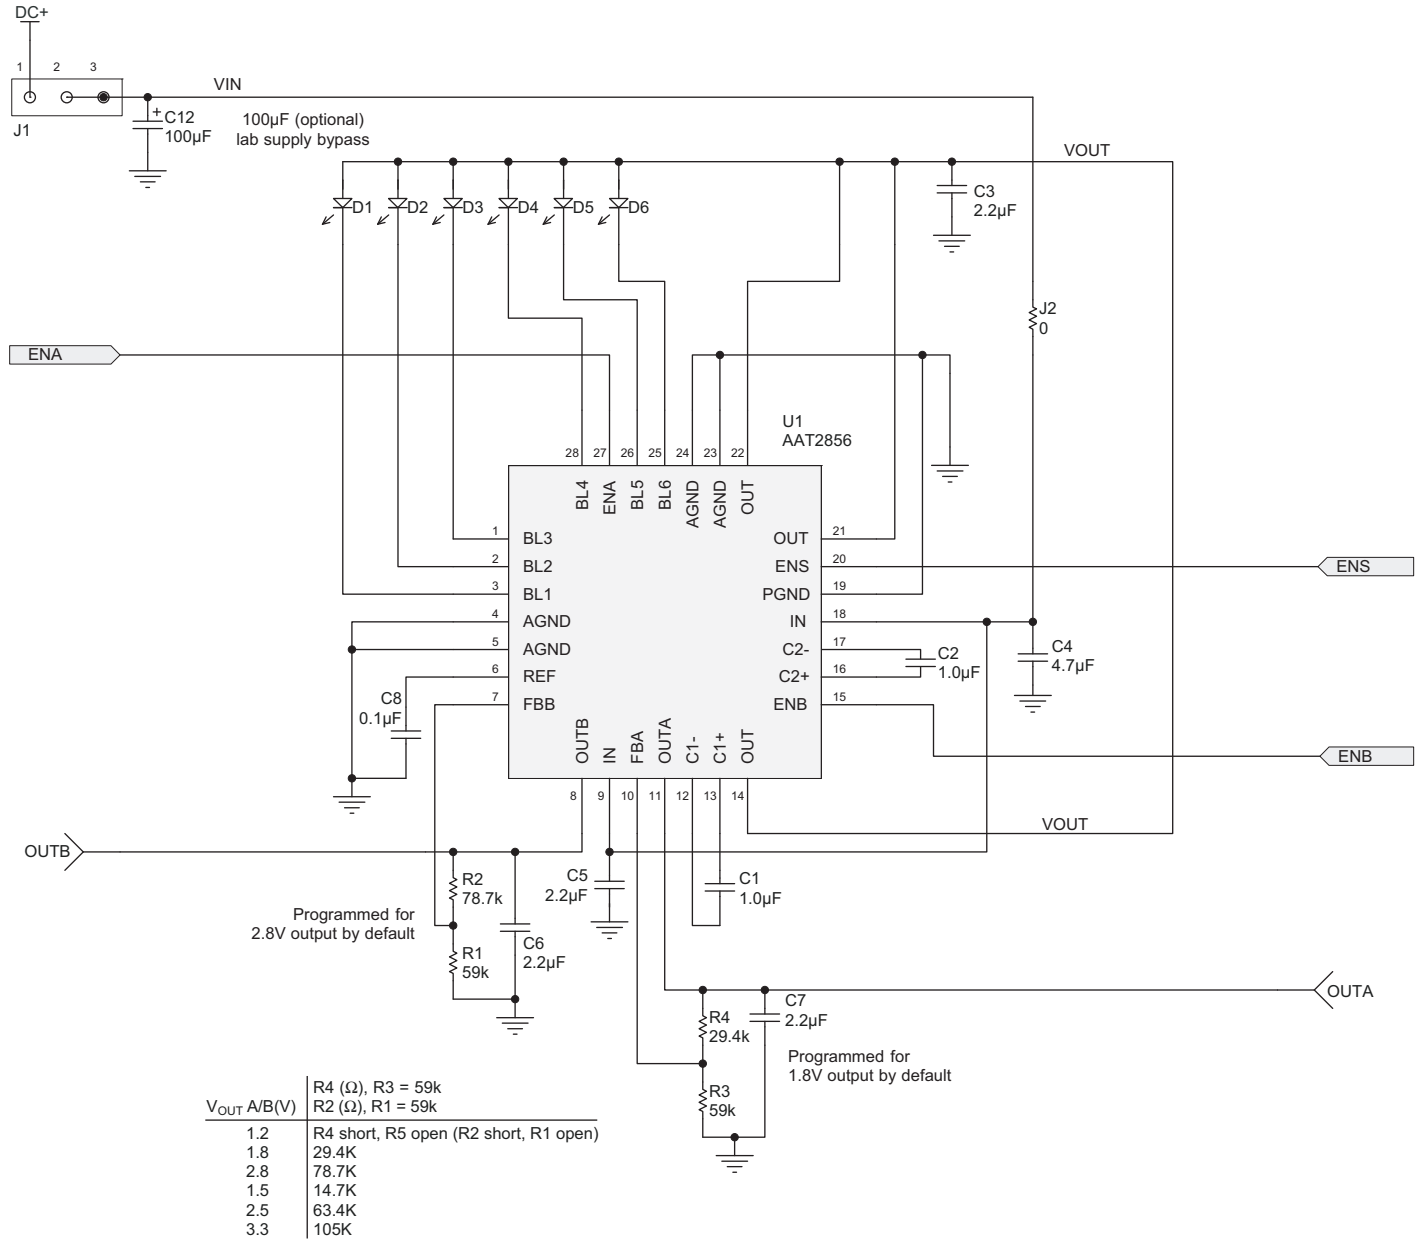 DC+
1 2 3
J1
VIN
+
C12
100µF
100µF (optional)
lab supply bypass
VOUT
D1
D2
D3
D4
D5
D6
C3
2.2µF
J2
0
ENA
U1
AAT2856
28 27 26 25 24 23 22
BL4
ENA
BL5
BL6
AGND
AGND
OUT
1 BL3
2 BL2
3 BL1
4 AGND
5 AGND
6 REF
7 FBB
OUT 21
ENS 20
PGND 19
IN 18
C2- 17
C2+ 16
ENB 15
ENS
C2
1.0µF
C4
4.7µF
ENB
C8
0.1µF
OUTB
IN
FBA
OUTA
C1-
C1+
OUT
8 9 10 11 12 13 14
VOUT
OUTB
R2
78.7k
C5
2.2µF
C1
1.0µF
Programmed for
2.8V output by default
R1
59k
C6
2.2µF
OUTA
R4
29.4k
C7
2.2µF
Programmed for
1.8V output by default
R3
59k
VOUT A/B(V)
R4 (Ω), R3 = 59k
R2 (Ω), R1 = 59k
1.2 R4 short, R5 open (R2 short, R1 open)
1.8 29.4K
2.8 78.7K
1.5 14.7K
2.5 63.4K
3.3 105K